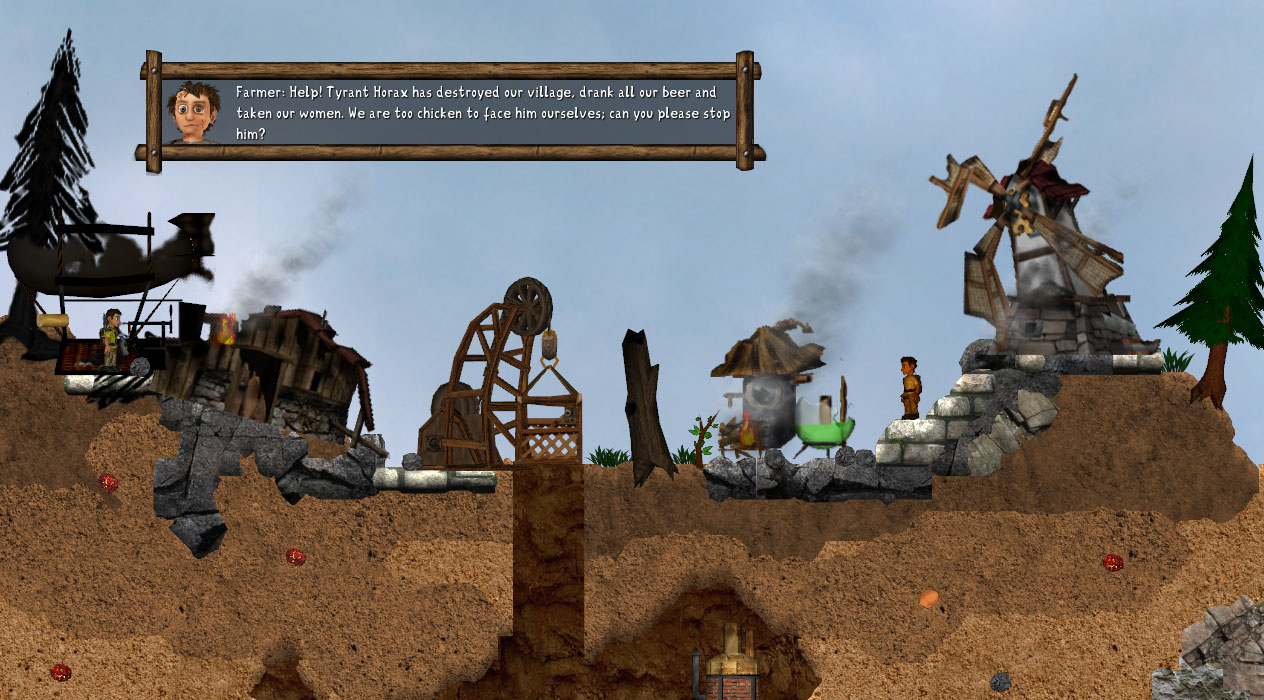 Farmer: Help! Tyrant Horax has destroyed our village, drank all our beer and
taken our women. We are too chicken to face him ourselves; can you please stop
him?